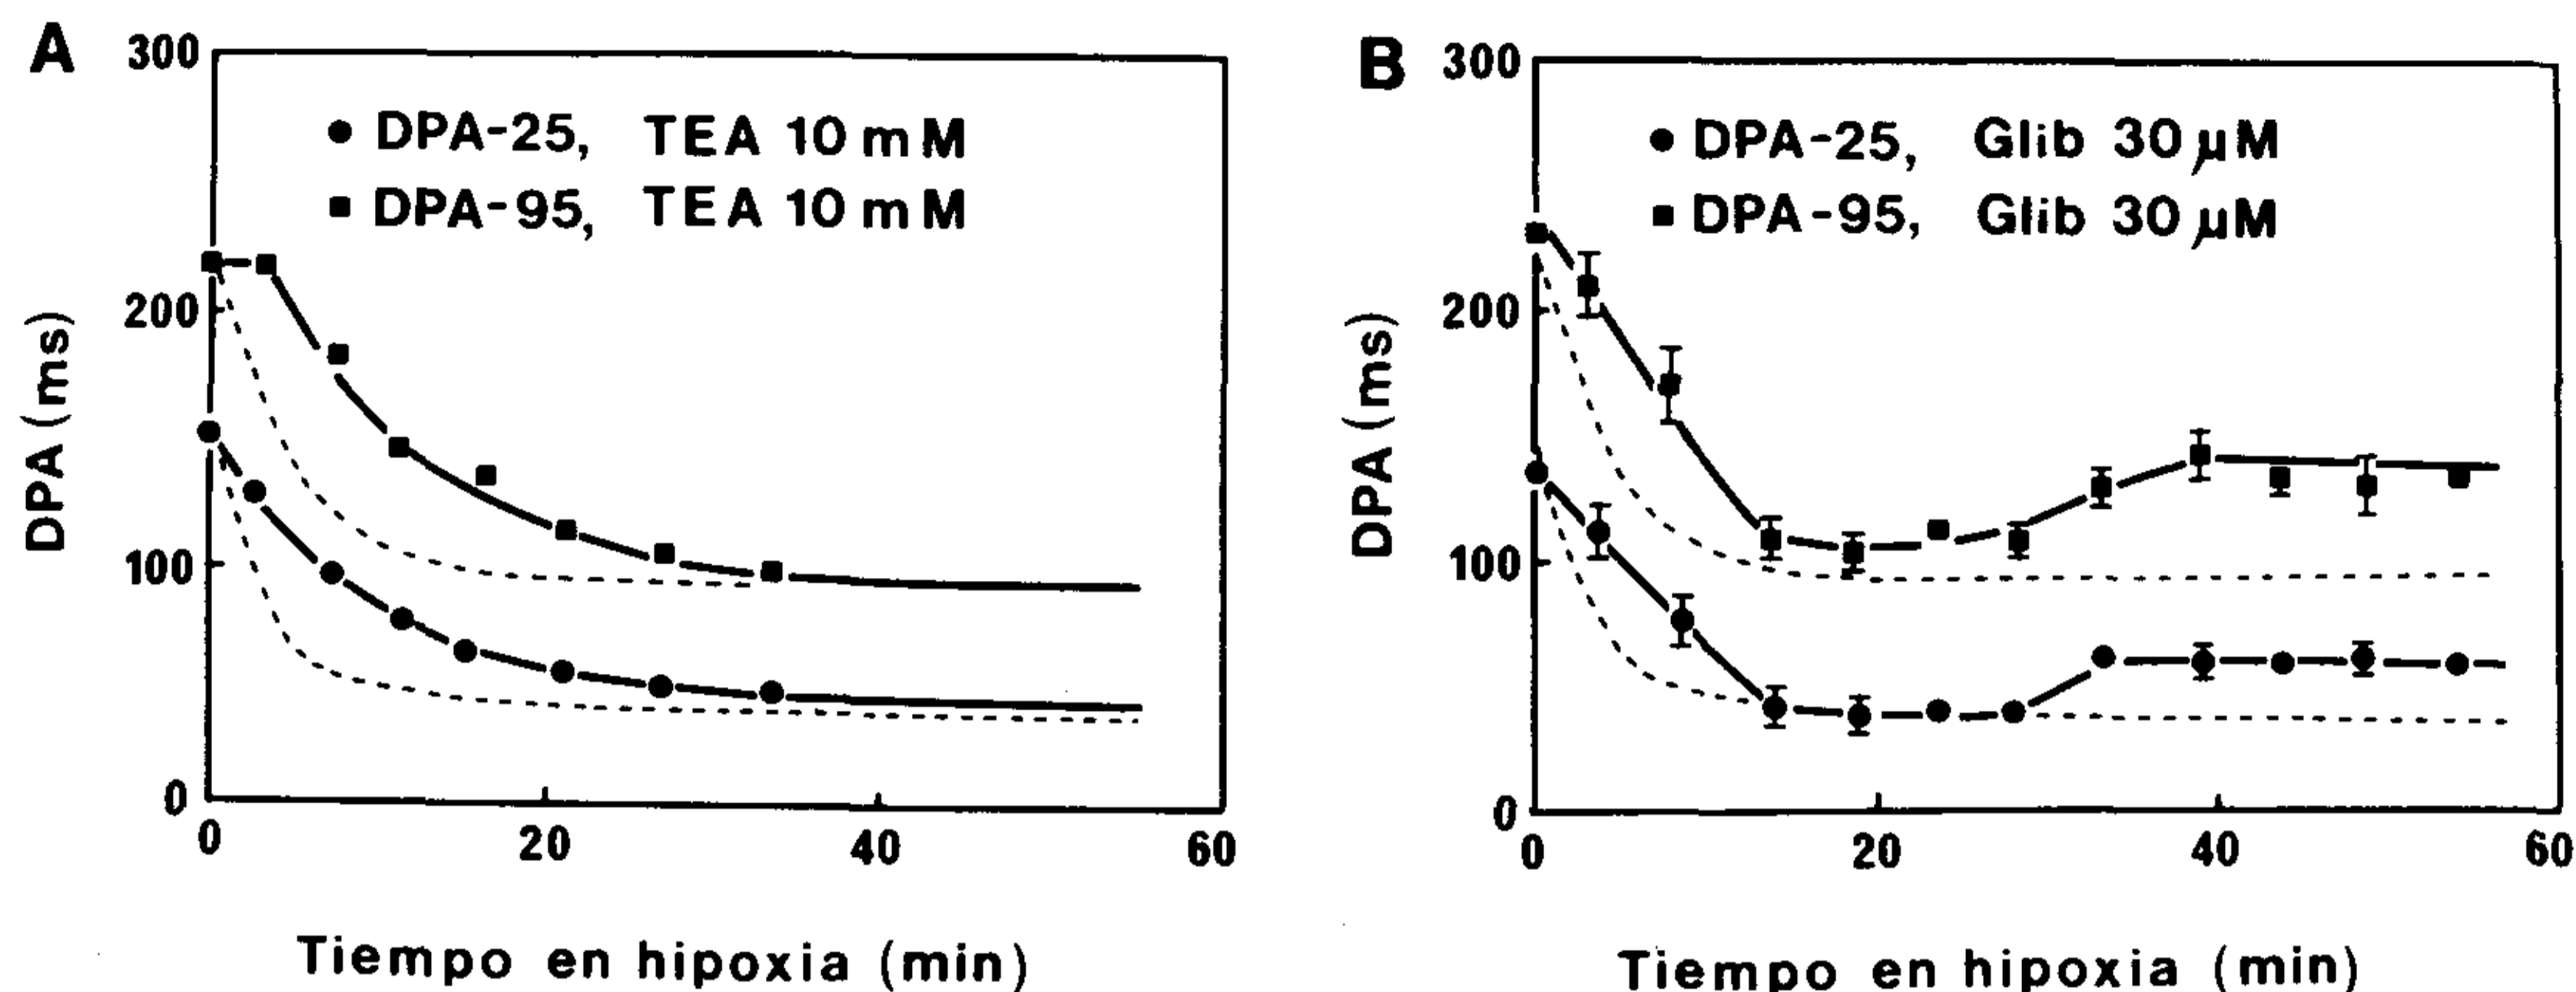 A
300
● DPA-25, TEA 10 mM
■ DPA-95, TEA 10 mM
200
100
0
DPA (ms)
0 20 40 60
Tiempo en hipoxia (min)
B
300
● DPA-25, Glib 30 µM
■ DPA-95, Glib 30 µM
200
100
0
DPA (ms)
0 20 40 60
Tiempo en hipoxia (min)